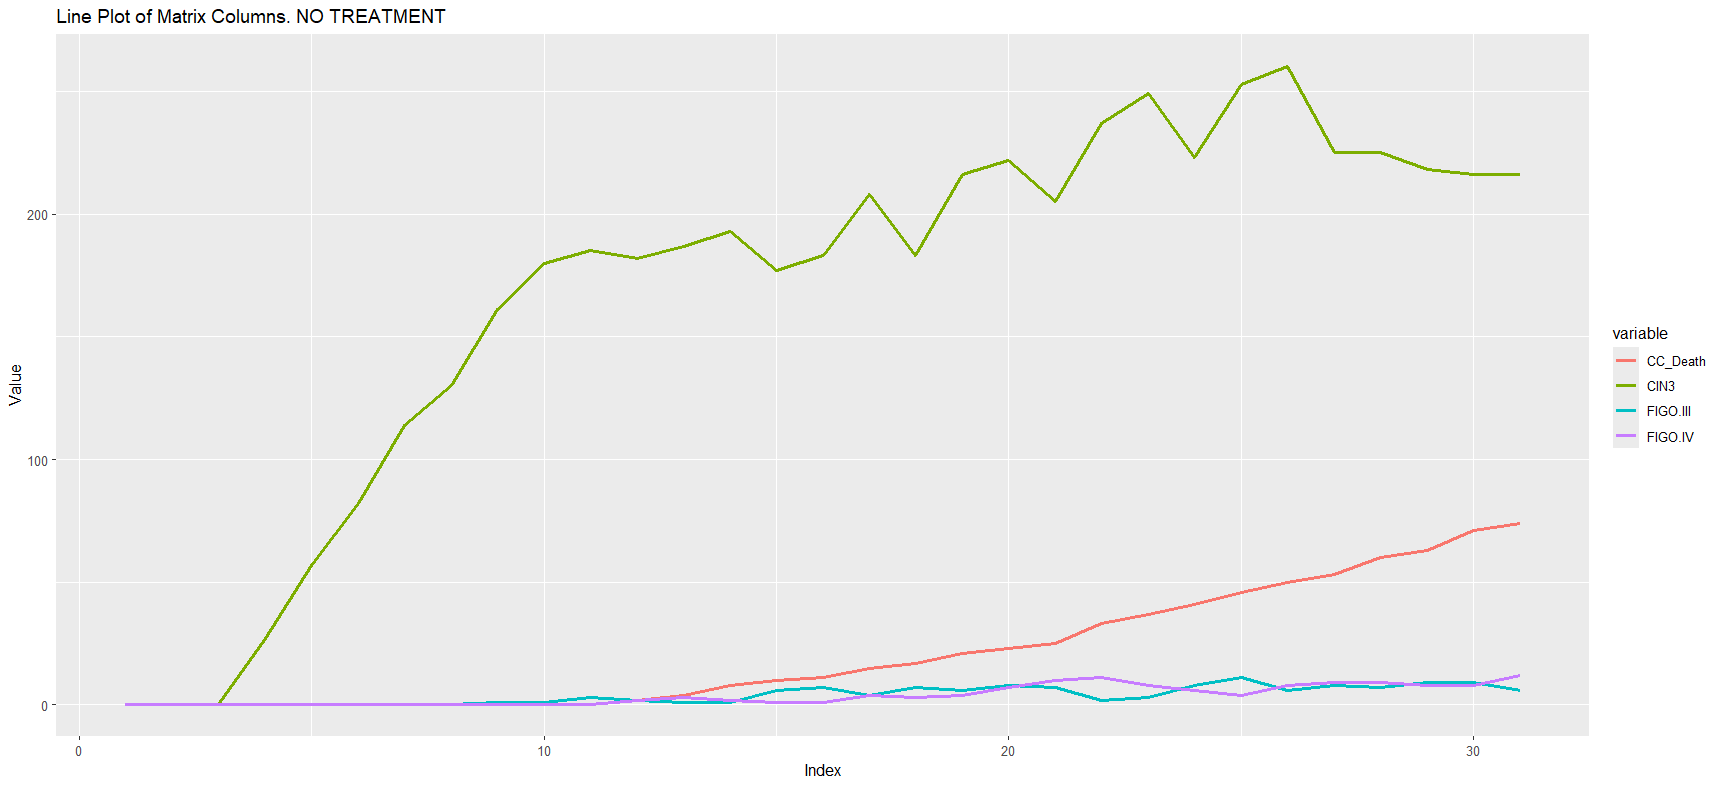 Line Plot of Matrix Columns. NO TREATMENT
Value
200
100
0
0
10
20
30
Index
variable
CC_Death
CIN3
FIGO.III
FIGO.IV